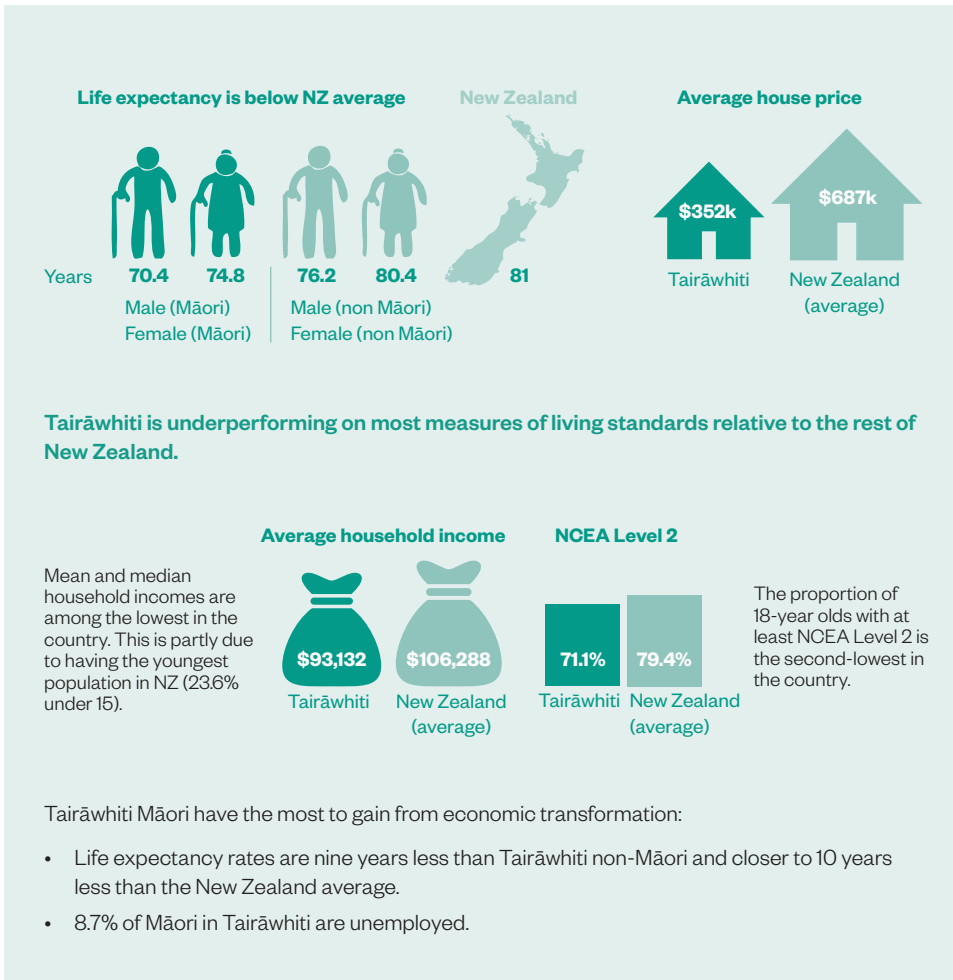 Life expectancy is below NZ average
New Zealand
Years
70.4
74.8
76.2
80.4
81
Male (Māori)
Female (Māori)
Male (non Māori)
Female (non Māori)
Average house price
$352k
$687k
Tairāwhiti
New Zealand
(average)
Tairāwhiti is underperforming on most measures of living standards relative to the rest of
New Zealand.
Mean and median
household incomes are
among the lowest in the
country. This is partly due
to having the youngest
population in NZ (23.6%
under 15).
Average household income
$93,132
$106,288
Tairāwhiti
New Zealand
(average)
NCEA Level 2
71.1%
79.4%
Tairāwhiti
New Zealand
(average)
The proportion of
18-year olds with at
least NCEA Level 2 is
the second-lowest in
the country.
Tairāwhiti Māori have the most to gain from economic transformation:
• Life expectancy rates are nine years less than Tairāwhiti non-Māori and closer to 10 years
less than the New Zealand average.
• 8.7% of Māori in Tairāwhiti are unemployed.